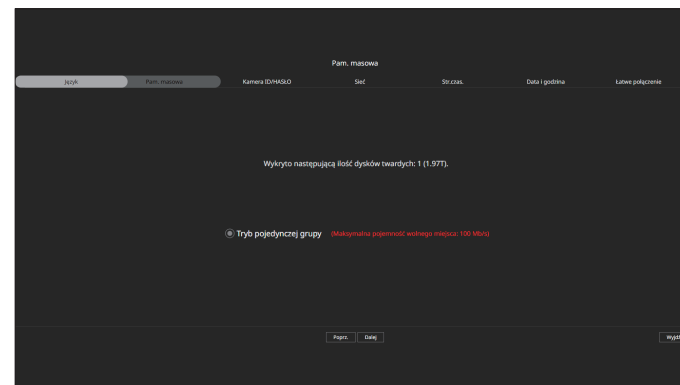 Pam. masowa
Język Pam. masowa Kamera ID/HASŁO Sieć Str.czas. Data i godzina Łatwe połączenie
Wykryto następującą ilość dysków twardych: 1 (1.97T).
Tryb pojedynczej grupy (Maksymalna pojemność wolnego miejsca: 100 Mb/s)
Poprz. Dalej Wyjdź